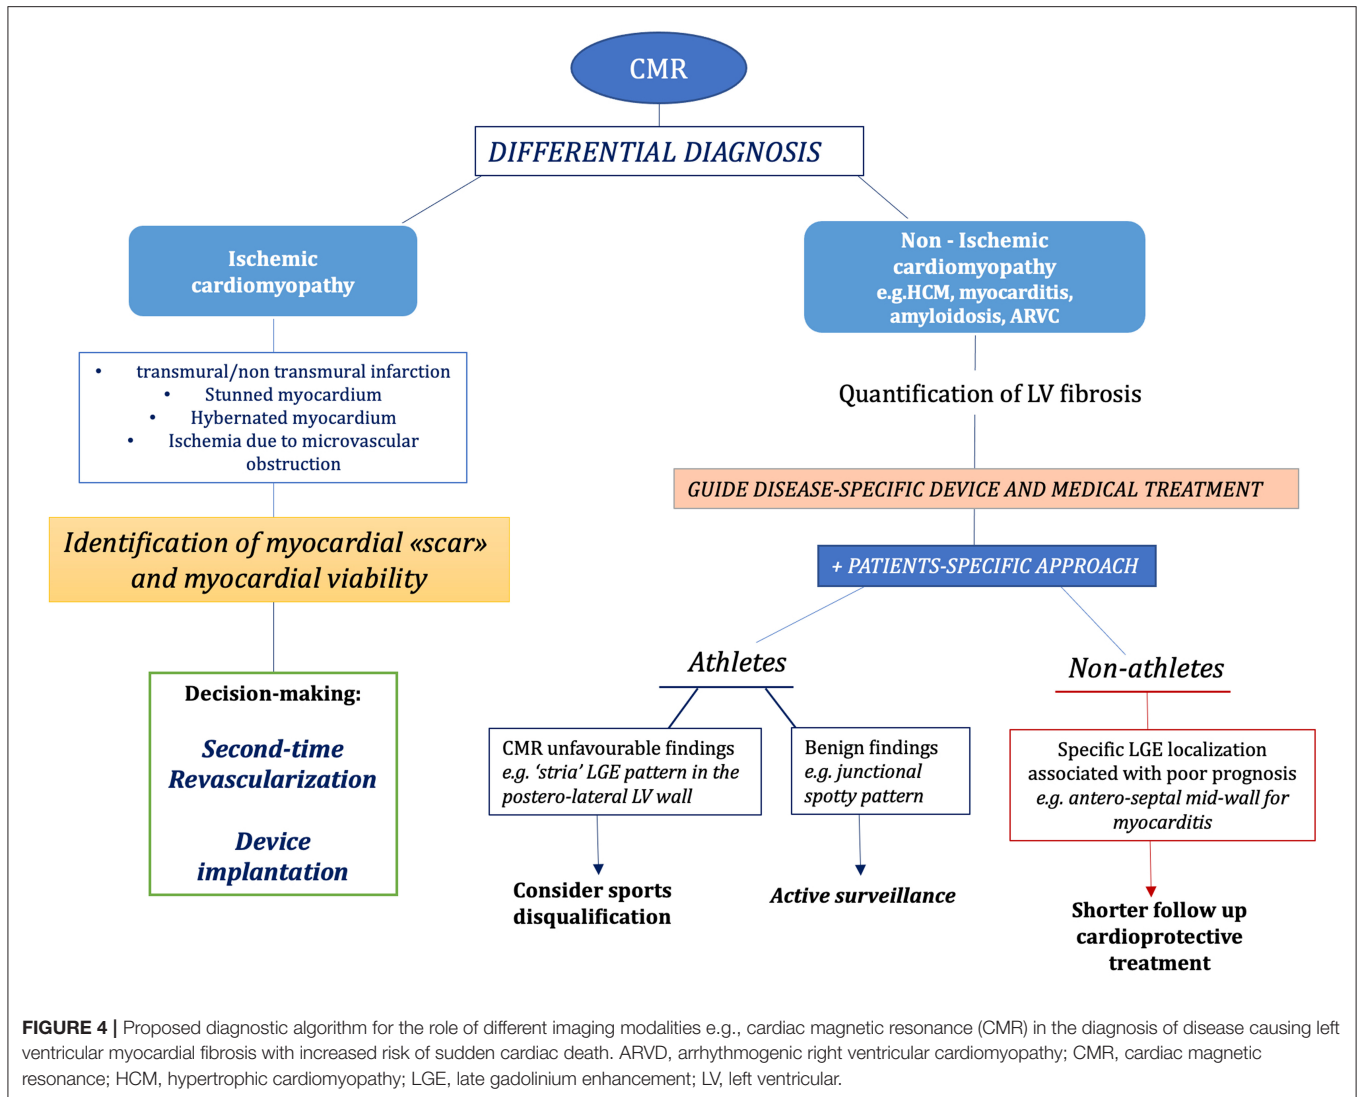 CMR
DIFFERENTIAL DIAGNOSIS
Ischemic
cardiomyopathy
• transmural/non transmural infarction
• Stunned myocardium
• Hybernated myocardium
• Ischemia due to microvascular
obstruction
Identification of myocardial «scar»
and myocardial viability
Decision-making:
Second-time
Revascularization
Device
implantation
Non - Ischemic
cardiomyopathy
e.g.HCM, myocarditis,
amyloidosis, ARVC
Quantification of LV fibrosis
GUIDE DISEASE-SPECIFIC DEVICE AND MEDICAL TREATMENT
+ PATIENTS-SPECIFIC APPROACH
Athletes
CMR unfavourable findings
e.g. ‘stria’ LGE pattern in the
postero-lateral LV wall
Consider sports
disqualification
Benign findings
e.g. junctional
spotty pattern
Active surveillance
Non-athletes
Specific LGE localization
associated with poor prognosis
e.g. antero-septal mid-wall for
myocarditis
Shorter follow up
cardioprotective
treatment
FIGURE 4 | Proposed diagnostic algorithm for the role of different imaging modalities e.g., cardiac magnetic resonance (CMR) in the diagnosis of disease causing left
ventricular myocardial fibrosis with increased risk of sudden cardiac death. ARVD, arrhythmogenic right ventricular cardiomyopathy; CMR, cardiac magnetic
resonance; HCM, hypertrophic cardiomyopathy; LGE, late gadolinium enhancement; LV, left ventricular.